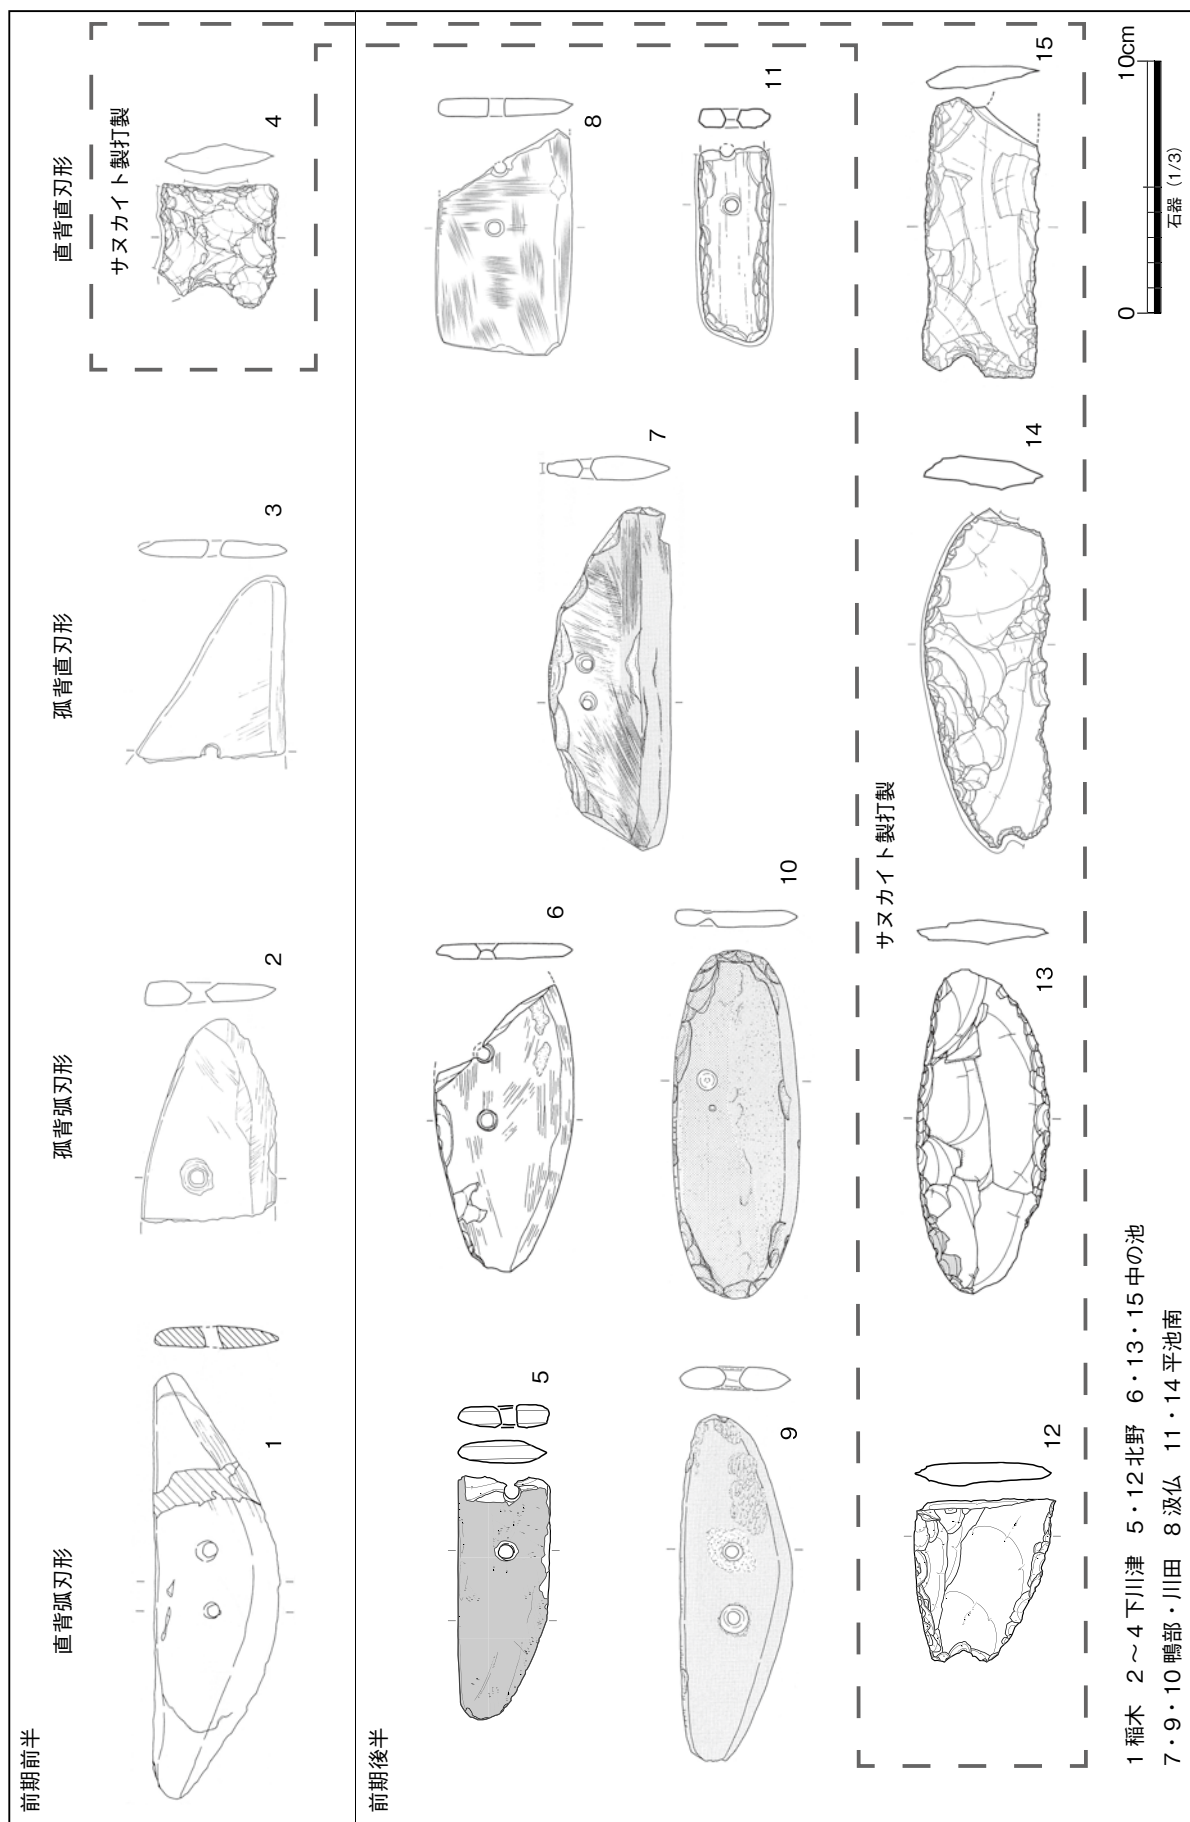 前期前半
直背弧刃形
孤背弧刃形
孤背直刃形
直背直刃形
サヌカイト製打製
1
2
3
4
前期後半
5
6
7
8
9
10
11
サヌカイト製打製
12
13
14
15
1 稲木　2～4 下川津　5・12 北野　6・13・15 中の池
7・9・10 鴨部・川田　8 汲仏　11・14 平池南
0
10cm
石器（1/3）